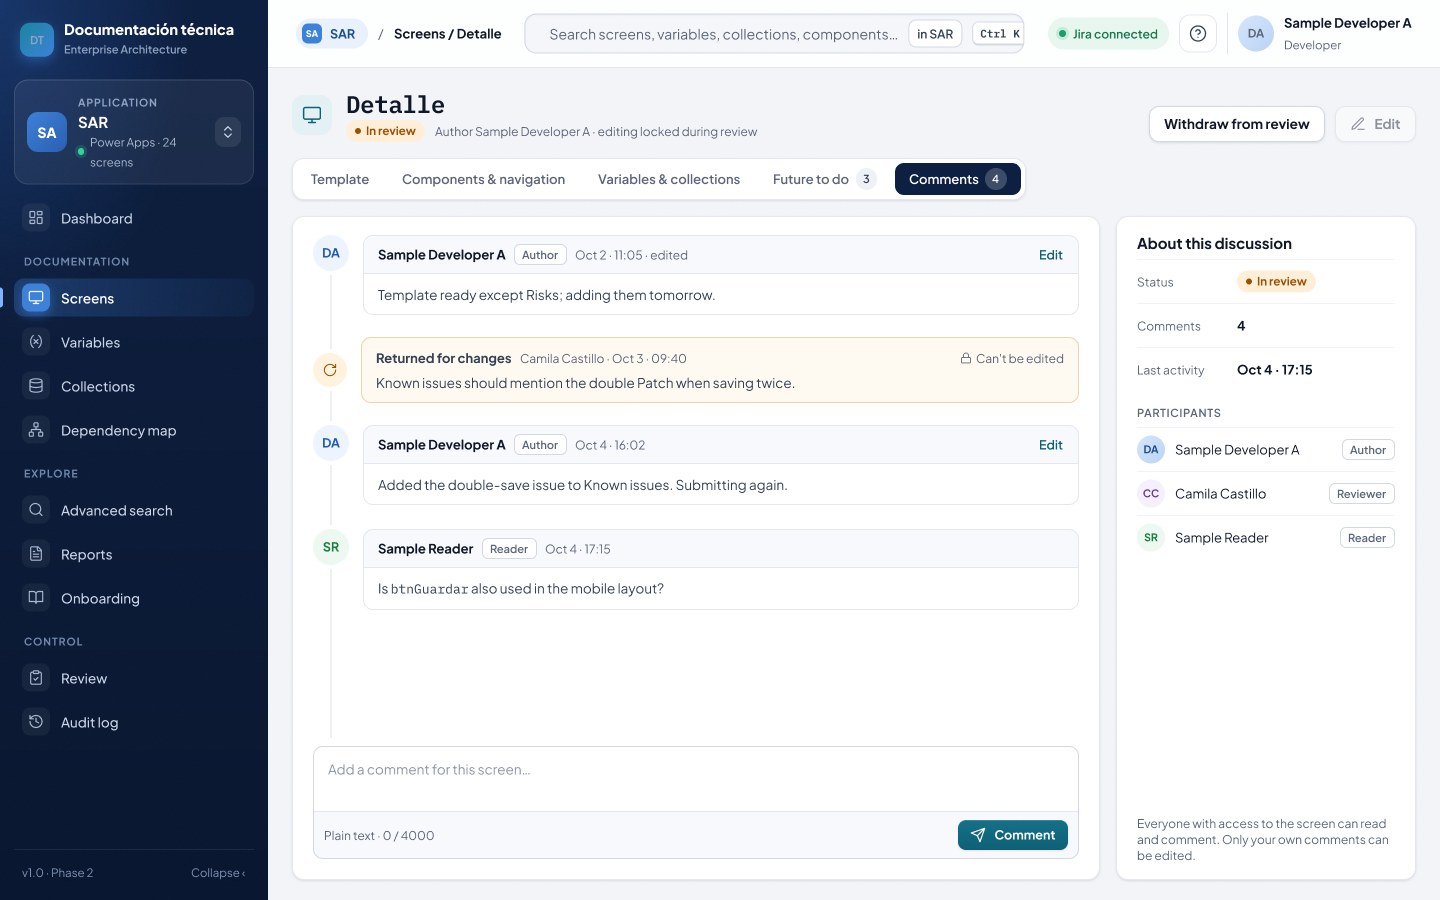 DT
Documentación técnica
Enterprise Architecture
APPLICATION
SA
SAR
Power Apps · 24
screens
Dashboard
DOCUMENTATION
Screens
Variables
Collections
Dependency map
EXPLORE
Advanced search
Reports
Onboarding
CONTROL
Review
Audit log
v1.0 · Phase 2
Collapse ‹
SA SAR / Screens / Detalle
Search screens, variables, collections, components... in SAR Ctrl K
Jira connected
DA
Sample Developer A
Developer
Detalle
In review Author Sample Developer A · editing locked during review
Withdraw from review
Edit
Template
Components & navigation
Variables & collections
Future to do 3
Comments 4
DA
Sample Developer A Author Oct 2 · 11:05 · edited Edit
Template ready except Risks; adding them tomorrow.
Returned for changes Camila Castillo · Oct 3 · 09:40 Can't be edited
Known issues should mention the double Patch when saving twice.
DA
Sample Developer A Author Oct 4 · 16:02 Edit
Added the double-save issue to Known issues. Submitting again.
SR
Sample Reader Reader Oct 4 · 17:15
Is btnGuardar also used in the mobile layout?
Add a comment for this screen...
Plain text · 0 / 4000
Comment
About this discussion
Status In review
Comments 4
Last activity Oct 4 · 17:15
PARTICIPANTS
DA Sample Developer A Author
CC Camila Castillo Reviewer
SR Sample Reader Reader
Everyone with access to the screen can read
and comment. Only your own comments can
be edited.